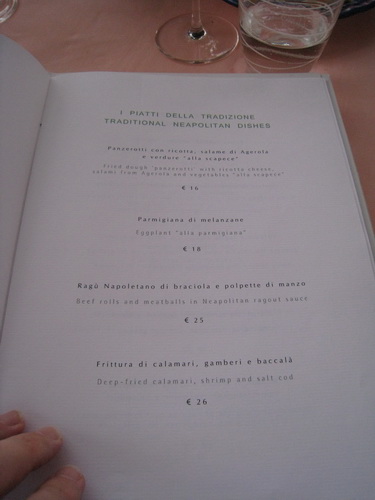 I PIATTI DELLA TRADIZIONE
TRADITIONAL NEAPOLITAN DISHES
Panzerotti con ricotta, salame di Agerola
e verdure "alla scapece"
Fried dough "panzerotti" with ricotta cheese,
salami from Agerola and vegetables "alla scapece"
€ 16
Parmigiana di melanzane
Eggplant "alla parmigiana"
€ 18
Ragù Napoletano di braciola e polpette di manzo
Beef rolls and meatballs in Neapolitan ragout sauce
€ 25
Frittura di calamari, gamberi e baccalà
Deep-fried calamari, shrimp and salt cod
€ 26